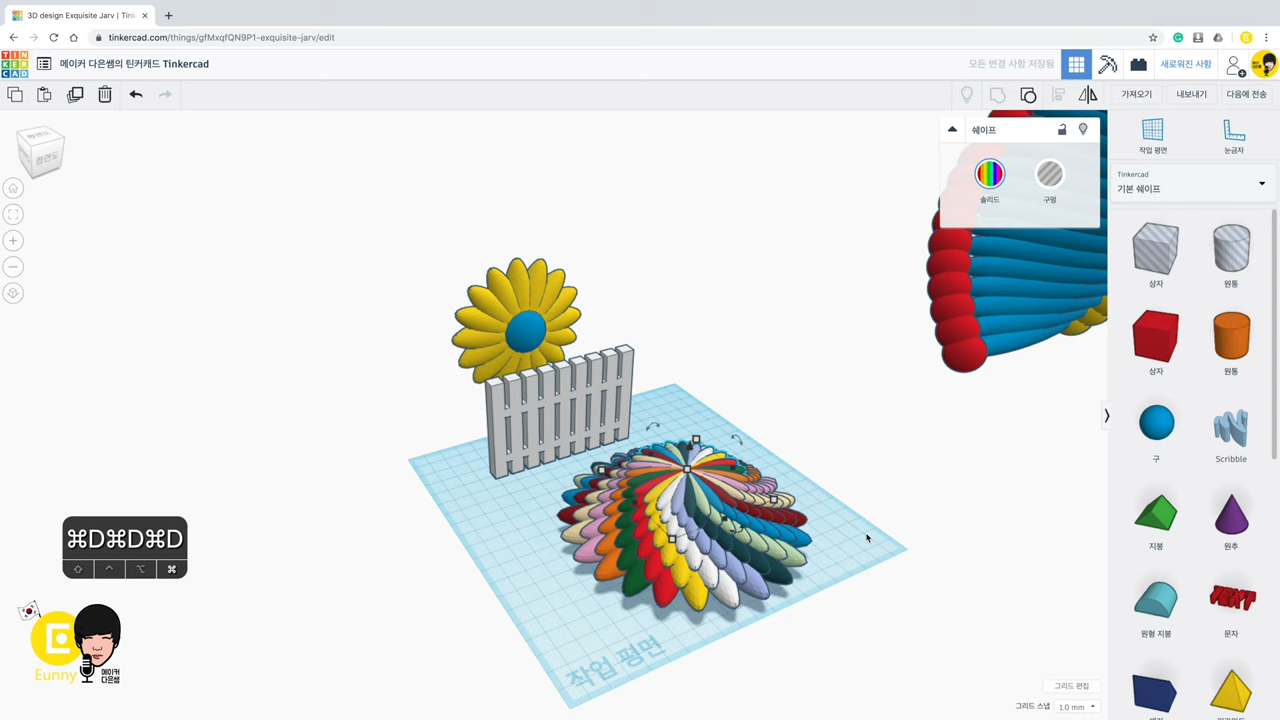 3D design Exquisite Jarv | Tink
tinkercad.com/things/gfMxqfQN9P1-exquisite-jarv/edit
TIN
KER
CAD
메이커 다은쌤의 틴커캐드 Tinkercad
모든 변경 사항 저장됨
새로워진 사항
가져오기
내보내기
다음에 전송
쉐이프
솔리드
구멍
작업 평면
눈금자
Tinkercad
기본 쉐이프
상자
원통
상자
원통
구
Scribble
지붕
원추
원형 지붕
TEXT
문자
⌘D⌘D⌘D
⇧ ^ ⌥ ⌘
Eunny
메이커
다은쌤
작업 평면
그리드 편집
그리드 스냅
1.0 mm